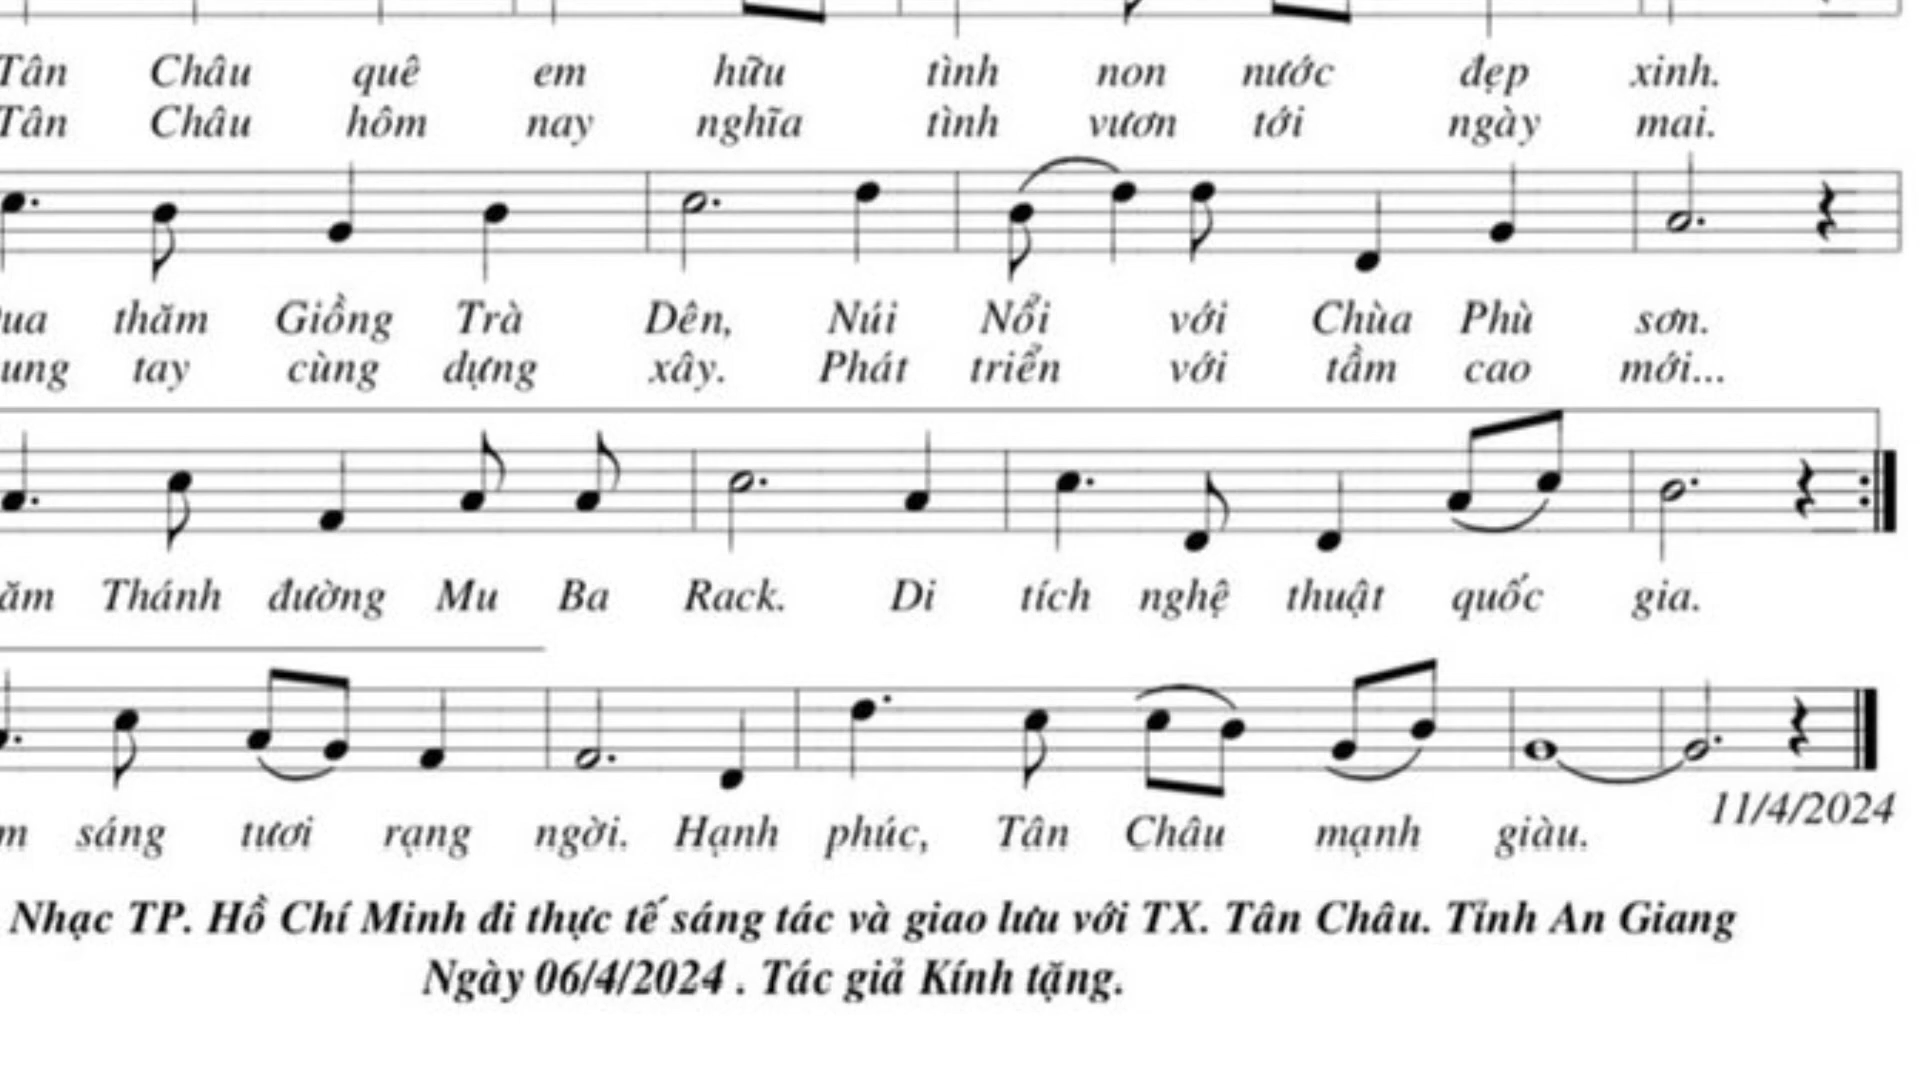 Tân Châu quê em hữu tình non nước đẹp xinh.
Tân Châu hôm nay nghĩa tình vươn tới ngày mai.
thăm Giồng Trà Dên, Núi Nổi với Chùa Phù sơn.
tay cùng dựng xây. Phát triển với tầm cao mới...
Thánh đường Mu Ba Rack. Di tích nghệ thuật quốc gia.
sáng tươi rạng ngời. Hạnh phúc, Tân Châu mạnh giàu.
11/4/2024
Nhạc TP. Hồ Chí Minh đi thực tế sáng tác và giao lưu với TX. Tân Châu. Tỉnh An Giang
Ngày 06/4/2024 . Tác giả Kính tặng.